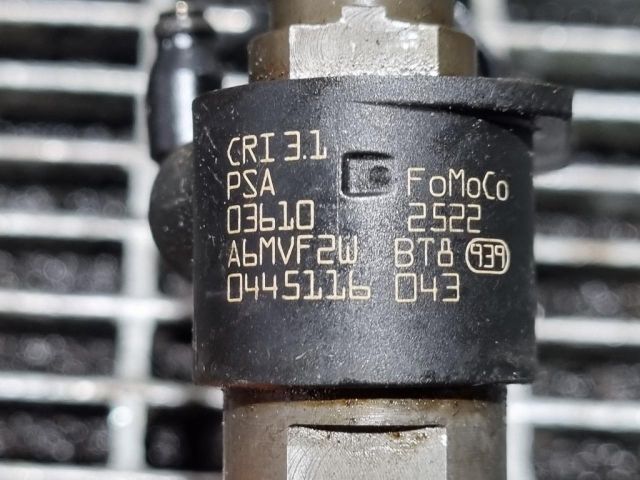 CRI 3.1
PSA FoMoCo
03610 2522
A6MVF2W BT8 939
0445116 043